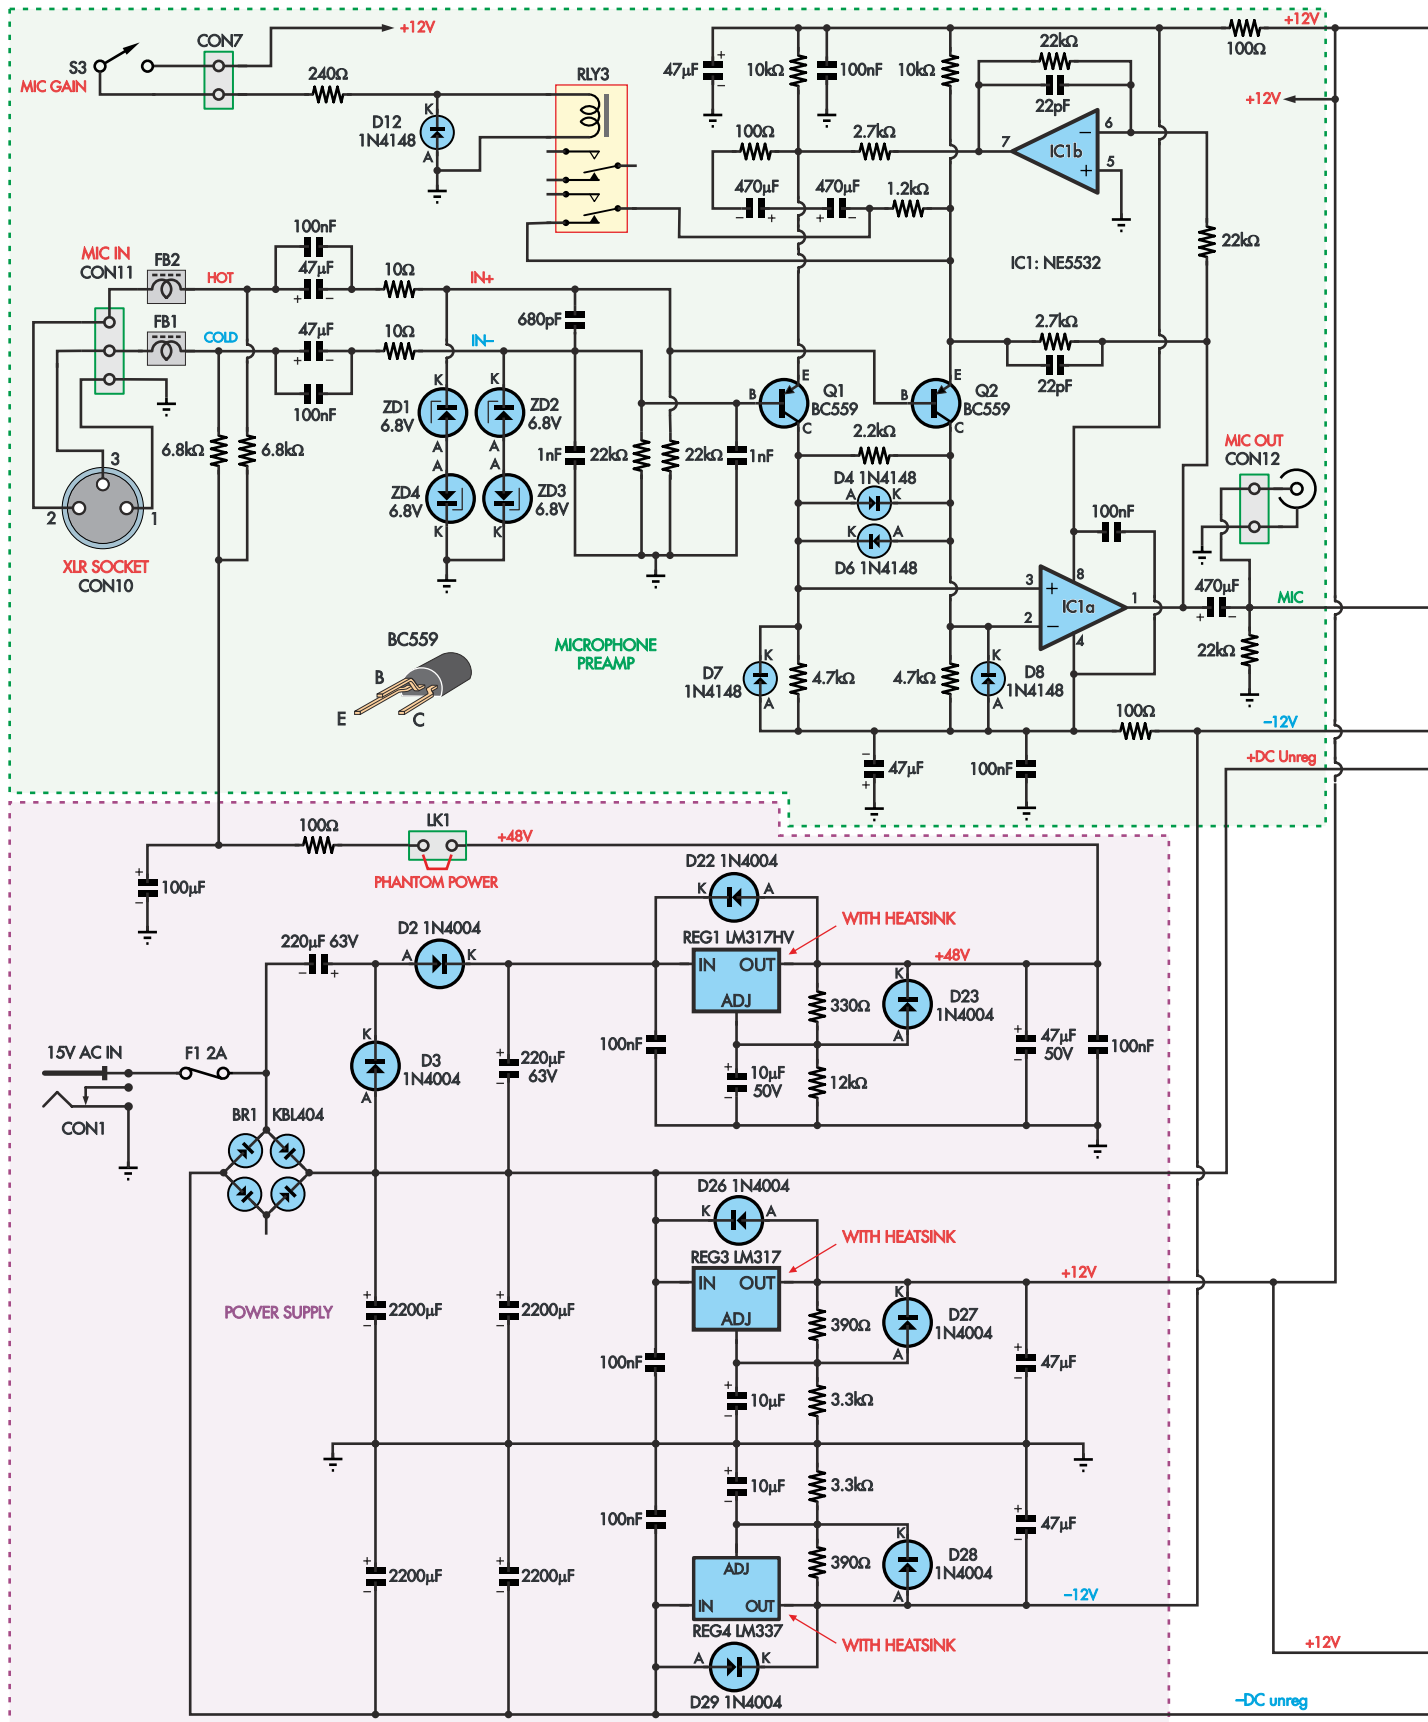 +12V
S3
MIC GAIN
CON7
240Ω
K
D12
1N4148
A
RLY3
47µF
+
−
10kΩ
100nF
10kΩ
22kΩ
22pF
100Ω
+12V
+12V
100Ω
2.7kΩ
7
IC1b
6
−
5
+
470µF
− +
470µF
+ −
1.2kΩ
22kΩ
IC1: NE5532
MIC IN
CON11
FB2
HOT
100nF
47µF
+ −
10Ω
IN+
FB1
COLD
47µF
+ −
100nF
10Ω
IN−
680pF
2.7kΩ
22pF
K
ZD1
6.8V
A
K
ZD2
6.8V
A
A
ZD4
6.8V
K
A
ZD3
6.8V
K
6.8kΩ
6.8kΩ
1nF
22kΩ
22kΩ
1nF
B
E
C
Q1
BC559
B
E
C
Q2
BC559
2.2kΩ
D4 1N4148
A K
K A
D6 1N4148
3
2
1
XLR SOCKET
CON10
MIC OUT
CON12
100nF
3
+
2
−
8
IC1a
4
1
470µF
+ −
MIC
22kΩ
BC559
B
E
C
MICROPHONE
PREAMP
K
D7
1N4148
A
4.7kΩ
4.7kΩ
K
D8
1N4148
A
100Ω
−12V
+DC Unreg
−
47µF
+
100nF
100Ω
LK1
+48V
PHANTOM POWER
+
100µF
−
D22 1N4004
K A
WITH HEATSINK
220µF 63V
− +
D2 1N4004
A K
REG1 LM317HV
IN OUT
ADJ
+48V
K
D3
1N4004
A
+
220µF
63V
−
100nF
330Ω
K
D23
1N4004
A
+
10µF
50V
−
12kΩ
+
47µF
50V
−
100nF
15V AC IN
F1 2A
CON1
BR1 KBL404
D26 1N4004
K A
WITH HEATSINK
REG3 LM317
IN OUT
ADJ
+12V
POWER SUPPLY
+
2200µF
−
+
2200µF
−
100nF
390Ω
K
D27
1N4004
A
+
10µF
−
3.3kΩ
+
47µF
−
+
10µF
−
3.3kΩ
100nF
+
47µF
−
+
2200µF
−
+
2200µF
−
390Ω
K
D28
1N4004
A
ADJ
IN OUT
REG4 LM337
−12V
WITH HEATSINK
A K
D29 1N4004
+12V
−DC unreg